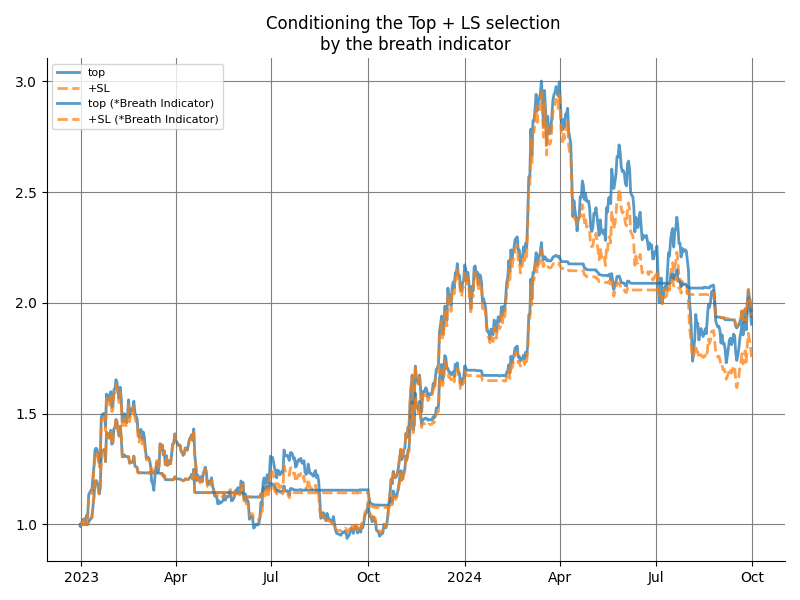 Conditioning the Top + LS selection
by the breath indicator
top
+SL
top (*Breath Indicator)
+SL (*Breath Indicator)
3.0
2.5
2.0
1.5
1.0
2023
Apr
Jul
Oct
2024
Apr
Jul
Oct